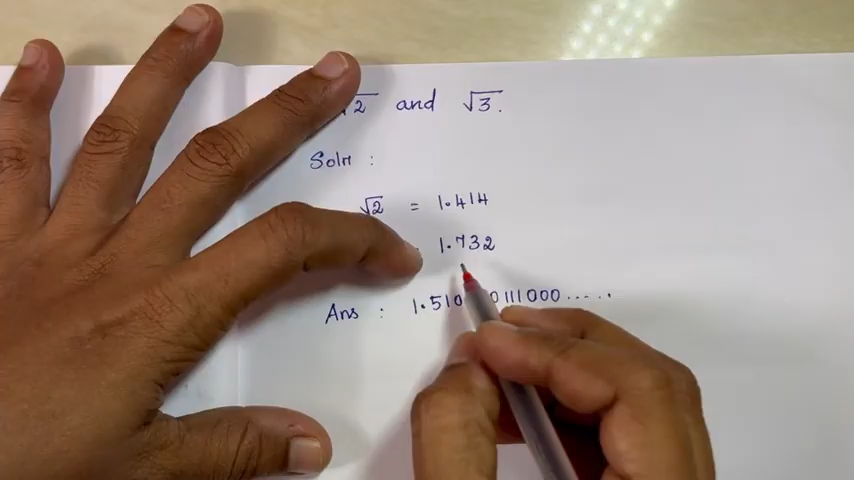 √2 and √3.
Soln :
√2 = 1.414
1.732
Ans : 1.510 0111000.....